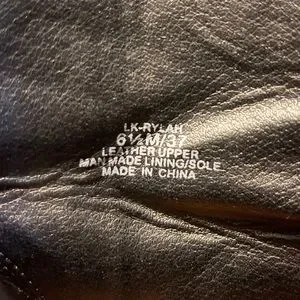 LK-RYLAH
6½M/37
LEATHER UPPER
MAN MADE LINING/SOLE
MADE IN CHINA